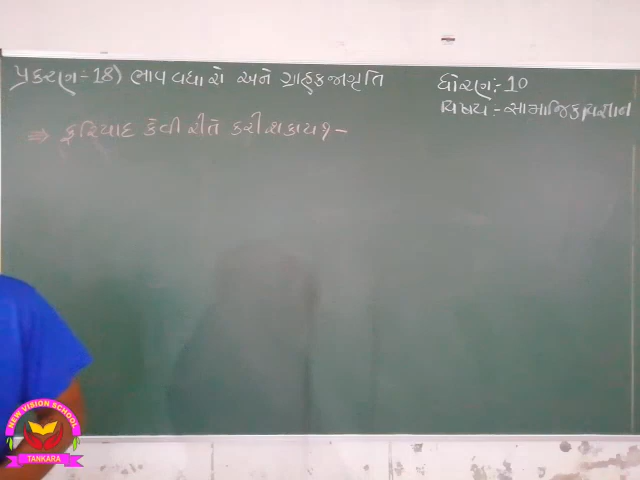 પ્રકરણ:-18) ભાવ વધારો અને ગ્રાહકજાગૃતિ
ધોરણ:-10
વિષય:-સામાજિકવિજ્ઞાન
⇒ ફરિયાદ કેવી રીતે કરી શકાય ?-
NEW VISION SCHOOL
TANKARA